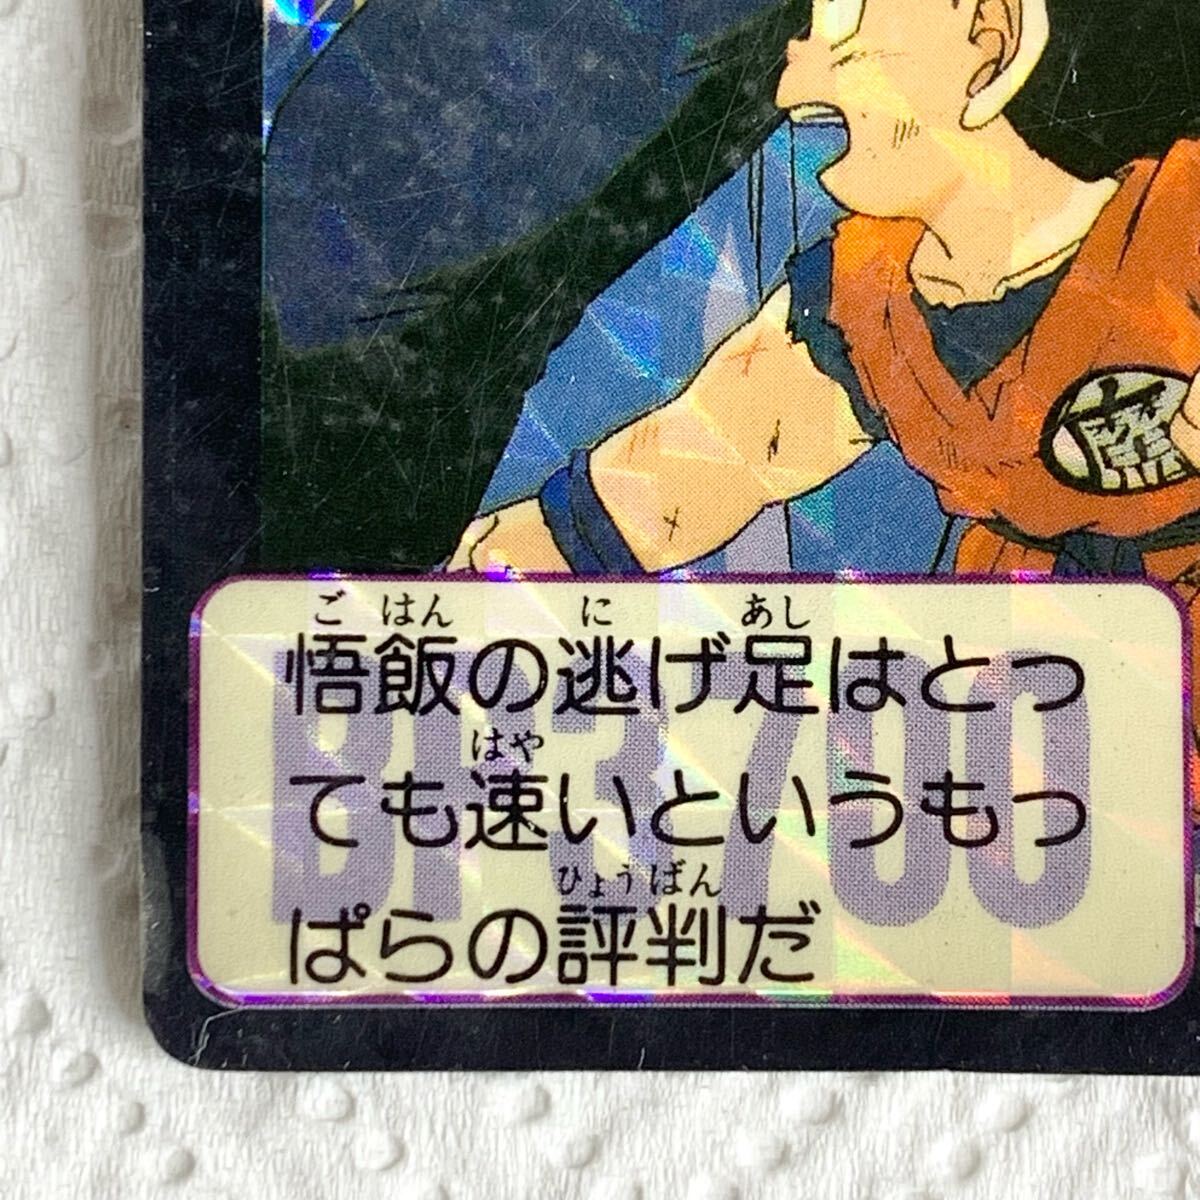 悟飯の逃げ足はとっ
ても速いというもっ
ぱらの評判だ
ご はん に あし
はや
ひょう ばん
BP3700